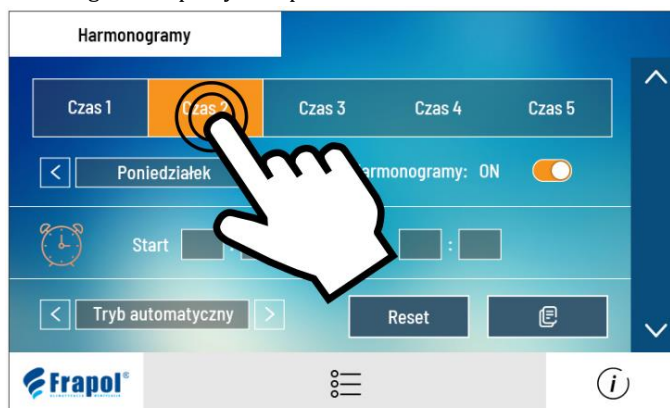 Harmonogramy
Czas 1 Czas 2 Czas 3 Czas 4 Czas 5
< Poniedziałek armonogramy: ON
Start : :
< Tryb automatyczny > Reset
Frapol® i